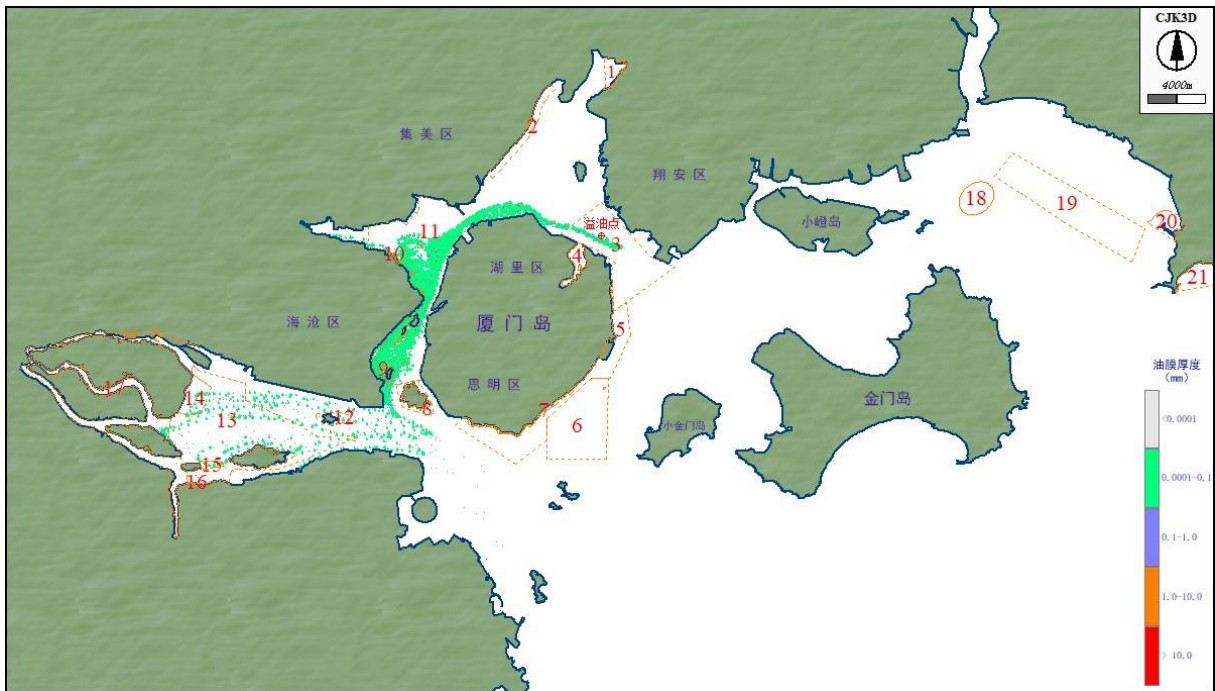 CJK3D
4000m
1
集美区
2
翔安区
18
19
小嶝岛
20
溢油点
3
11
10
4
湖里区
21
海沧区
厦门岛
5
油膜厚度
(mm)
9
思明区
17
14
8
7
6
金门岛
13
12
小金门岛
<0.0001
15
16
0.0001-0.1
0.1-1.0
1.0-10.0
> 10.0